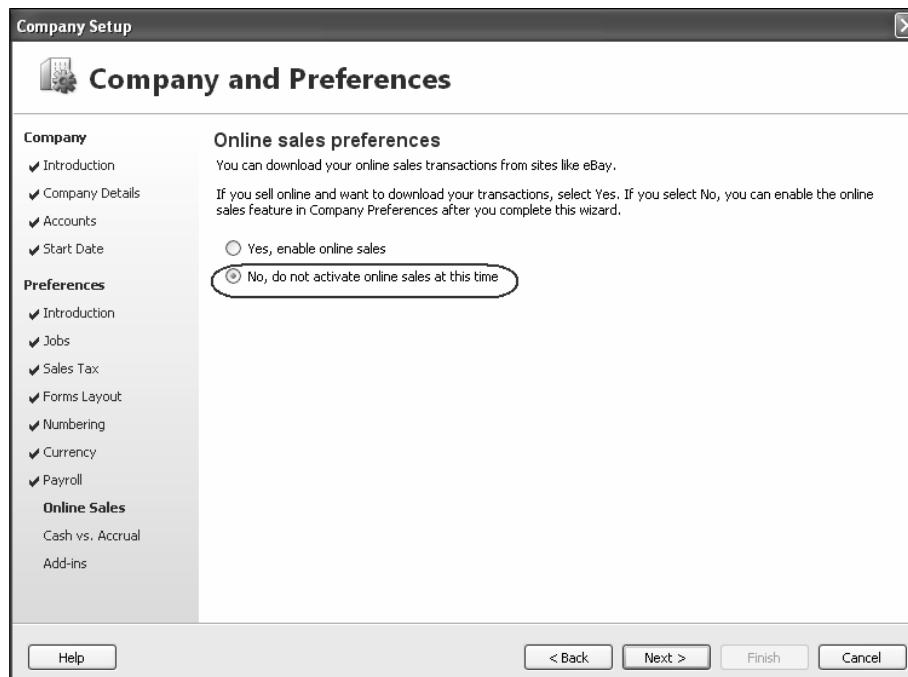 Company Setup
Company and Preferences
Company
Introduction
Company Details
Accounts
Start Date
Preferences
Introduction
Jobs
Sales Tax
Forms Layout
Numbering
Currency
Payroll
Online Sales
Cash vs. Accrual
Add-ins
Online sales preferences
You can download your online sales transactions from sites like eBay.
If you sell online and want to download your transactions, select Yes. If you select No, you can enable the online
sales feature in Company Preferences after you complete this wizard.
Yes, enable online sales
No, do not activate online sales at this time
Help
< Back
Next >
Finish
Cancel